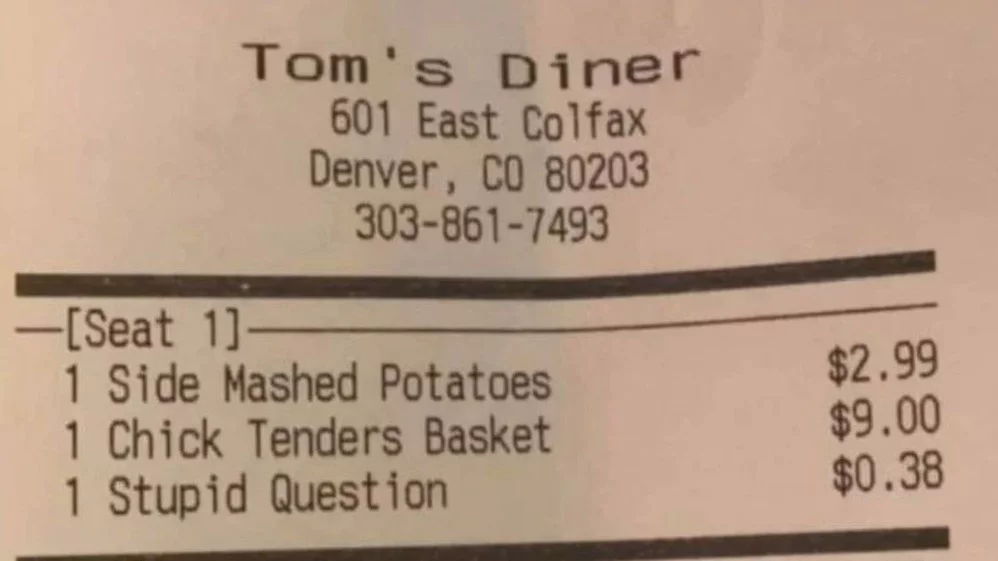 Tom's Diner
601 East Colfax
Denver, CO 80203
303-861-7493
[Seat 1]
1 Side Mashed Potatoes $2.99
1 Chick Tenders Basket $9.00
1 Stupid Question $0.38